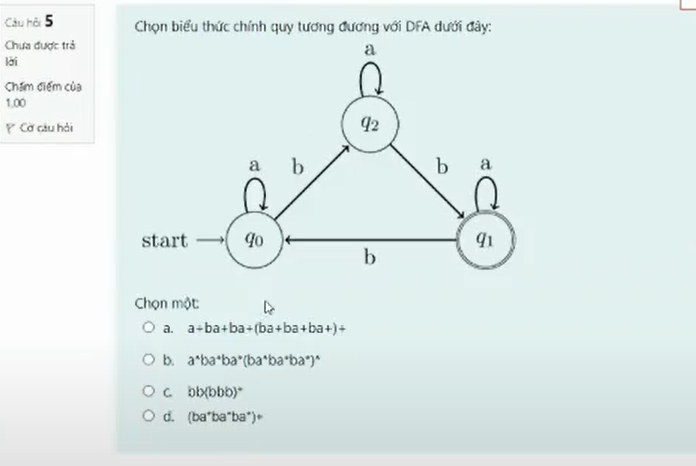 Câu hỏi 5
Chưa được trả
lời
Chấm điểm của
1,00
Cờ câu hỏi
Chọn biểu thức chính quy tương đương với DFA dưới đây:
a
q2
a b b a
start q0 q1
b
Chọn một:
a. a+ba+ba+(ba+ba+ba+)+
b. a*ba*ba*(ba*ba*ba*)*
c. bb(bbb)*
d. (ba*ba*ba*)+